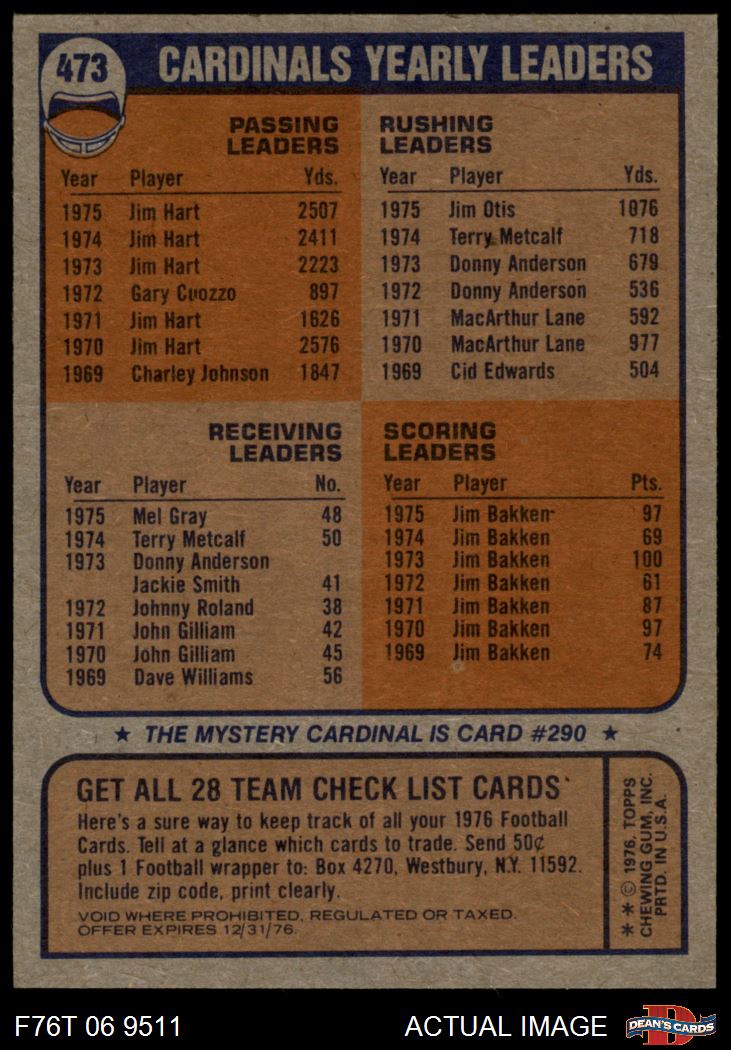 473
CARDINALS YEARLY LEADERS
PASSING
LEADERS
Year Player Yds.
1975 Jim Hart 2507
1974 Jim Hart 2411
1973 Jim Hart 2223
1972 Gary Cuozzo 897
1971 Jim Hart 1626
1970 Jim Hart 2576
1969 Charley Johnson 1847
RUSHING
LEADERS
Year Player Yds.
1975 Jim Otis 1076
1974 Terry Metcalf 718
1973 Donny Anderson 679
1972 Donny Anderson 536
1971 MacArthur Lane 592
1970 MacArthur Lane 977
1969 Cid Edwards 504
RECEIVING
LEADERS
Year Player No.
1975 Mel Gray 48
1974 Terry Metcalf 50
1973 Donny Anderson
Jackie Smith 41
1972 Johnny Roland 38
1971 John Gilliam 42
1970 John Gilliam 45
1969 Dave Williams 56
SCORING
LEADERS
Year Player Pts.
1975 Jim Bakken 97
1974 Jim Bakken 69
1973 Jim Bakken 100
1972 Jim Bakken 61
1971 Jim Bakken 87
1970 Jim Bakken 97
1969 Jim Bakken 74
★ THE MYSTERY CARDINAL IS CARD #290 ★
GET ALL 28 TEAM CHECK LIST CARDS
Here's a sure way to keep track of all your 1976 Football
Cards. Tell at a glance which cards to trade. Send 50¢
plus 1 Football wrapper to: Box 4270, Westbury, N.Y. 11592.
Include zip code, print clearly.
VOID WHERE PROHIBITED, REGULATED OR TAXED.
OFFER EXPIRES 12/31/76.
* * © 1976, TOPPS
CHEWING GUM, INC.
PRTD. IN U.S.A.
F76T 06 9511
ACTUAL IMAGE
D
DEAN'S CARDS